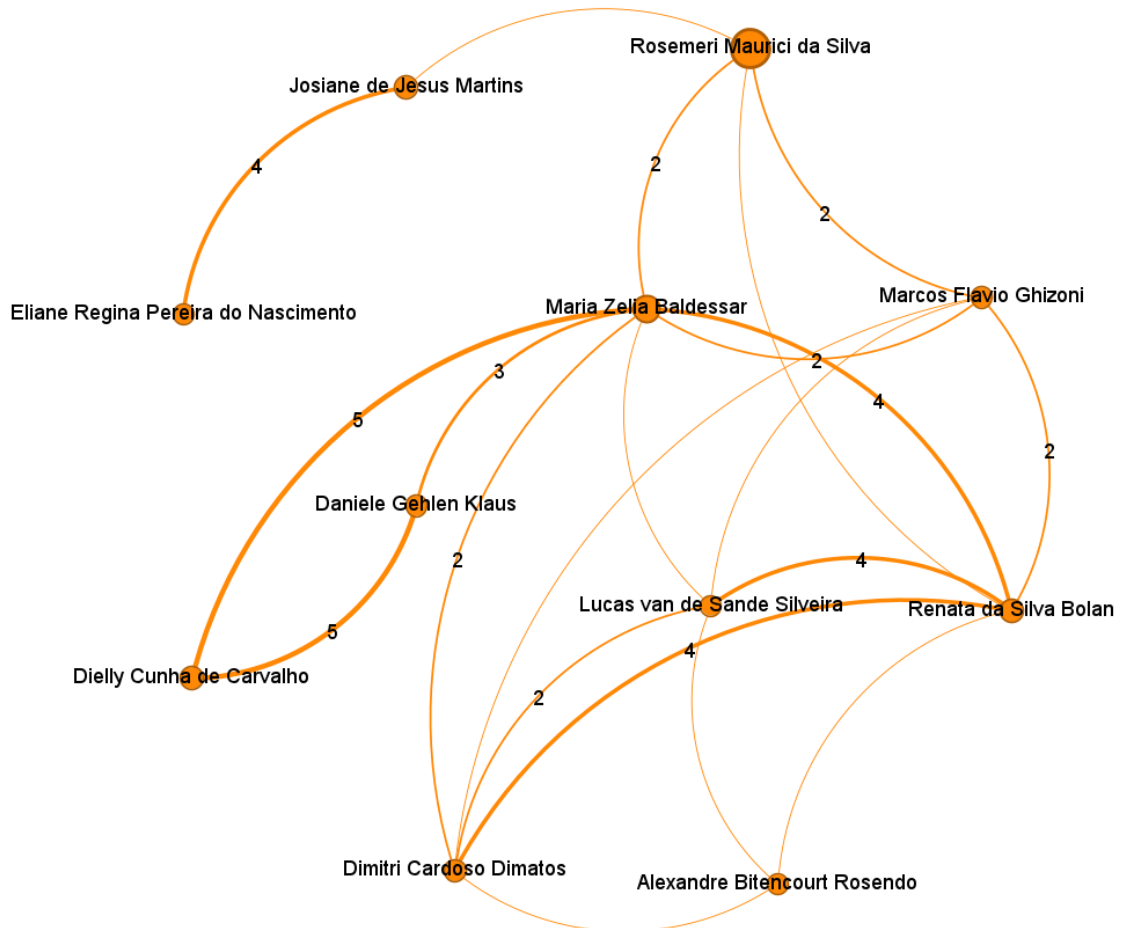 Rosemeri Maurici da Silva
Josiane de Jesus Martins
2
4
2
Marcos Flavio Ghizoni
Maria Zelia Baldessar
Eliane Regina Pereira do Nascimento
2
3
4
5
2
Daniele Gehlen Klaus
2
4
Lucas van de Sande Silveira
Renata da Silva Bolan
5
4
Dielly Cunha de Carvalho
2
Dimitri Cardoso Dimatos
Alexandre Bitencourt Rosendo